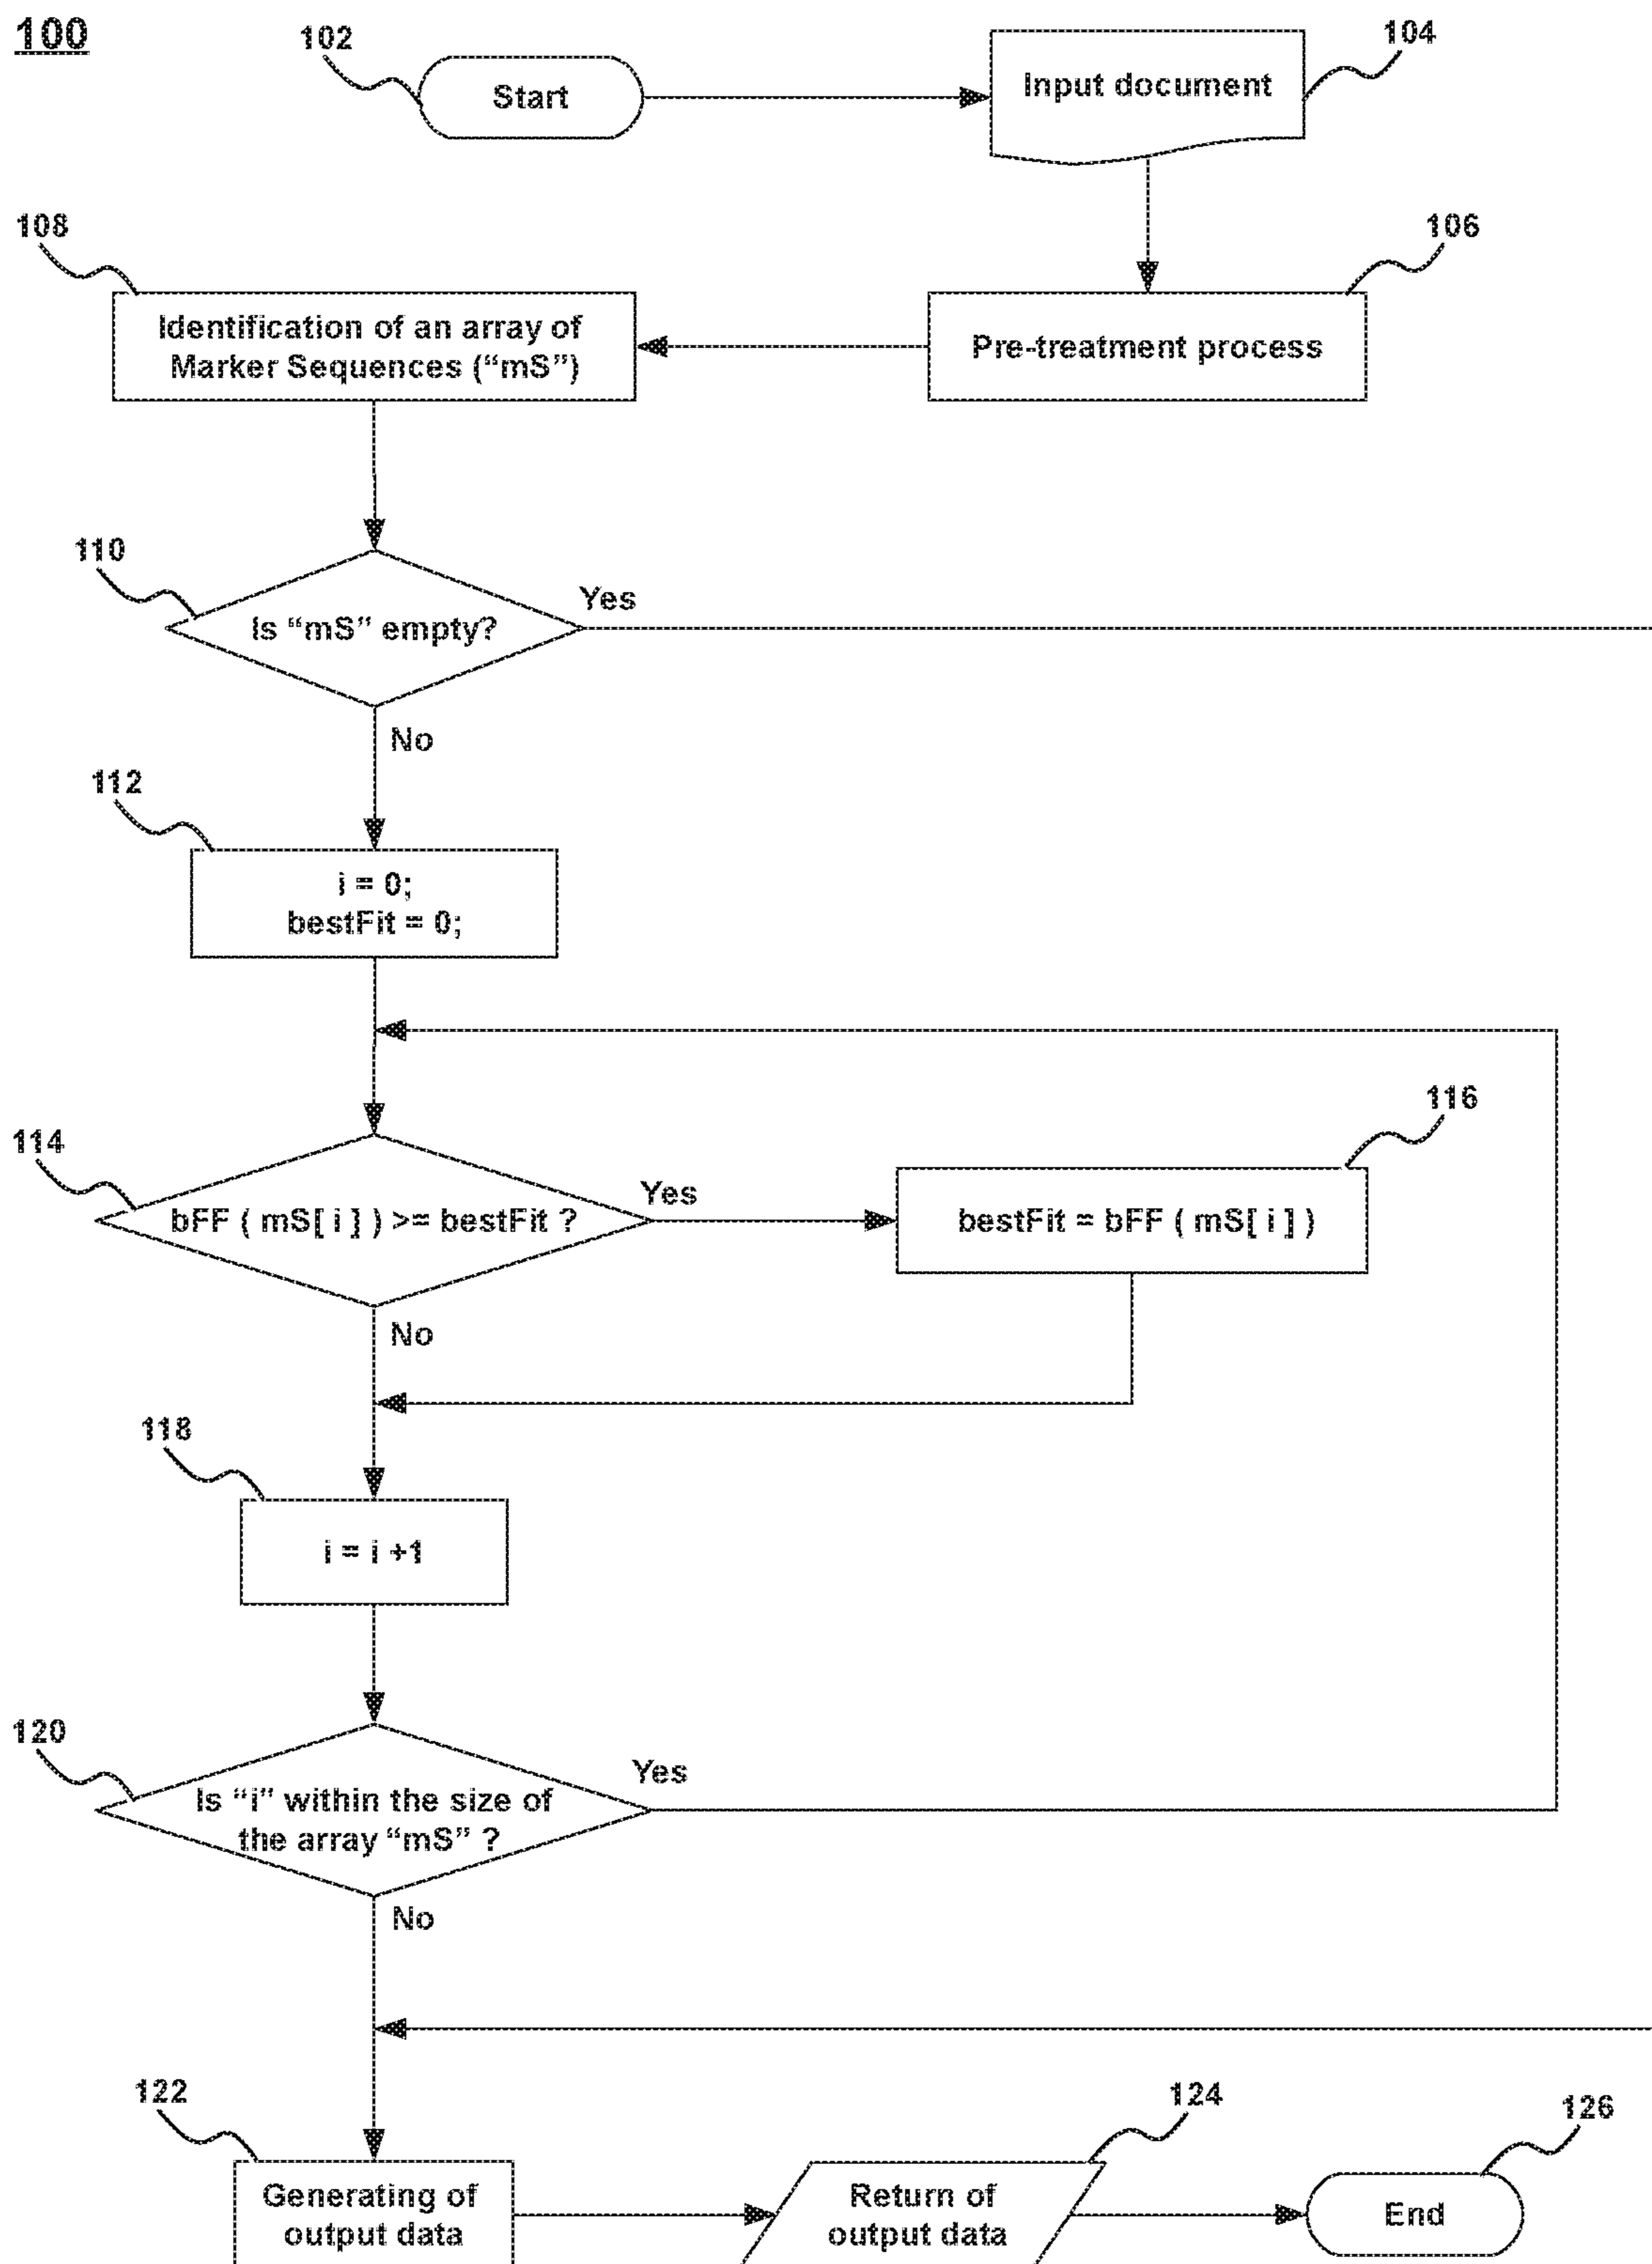 100
102
Start
104
Input document
108
106
Identification of an array of
Marker Sequences (“mS”)
Pre-treatment process
110
Is “mS” empty?
Yes
No
112
i = 0;
bestFit = 0;
114
bFF ( mS[ i ] ) >= bestFit ?
Yes
116
bestFit = bFF ( mS[ i ] )
No
118
i = i +1
120
Is “i” within the size of
the array “mS” ?
Yes
No
122
Generating of
output data
124
Return of
output data
126
End